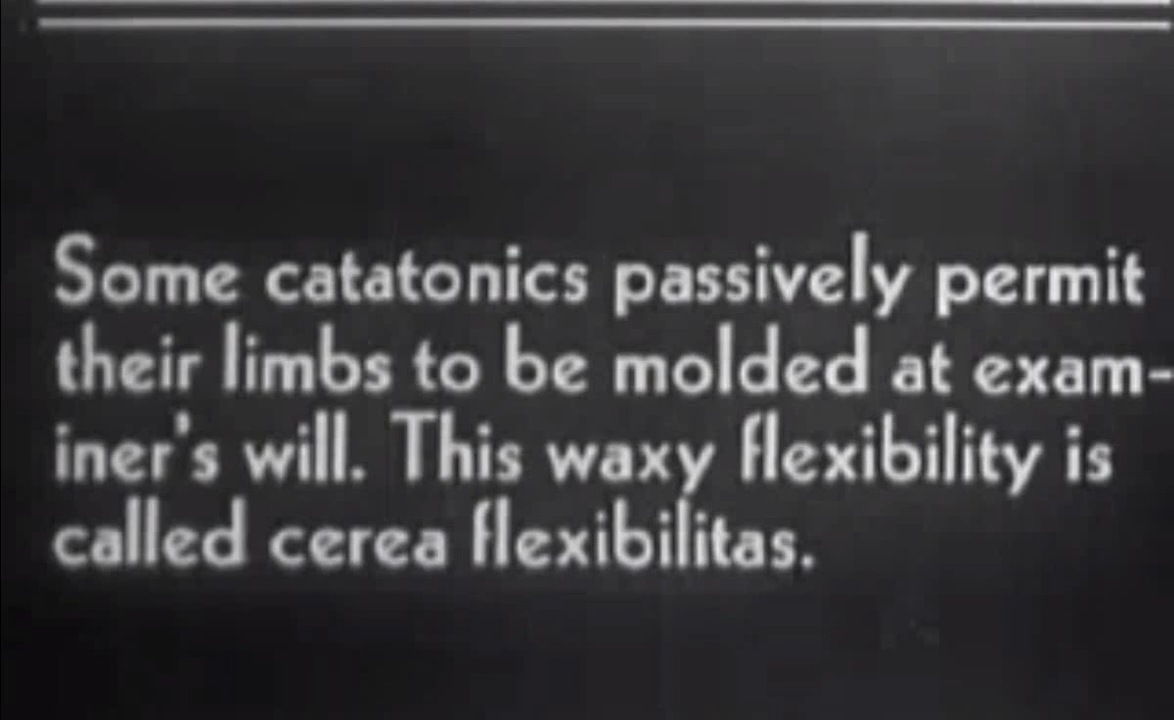 Some catatonics passively permit
their limbs to be molded at exam-
iner's will. This waxy flexibility is
called cerea flexibilitas.